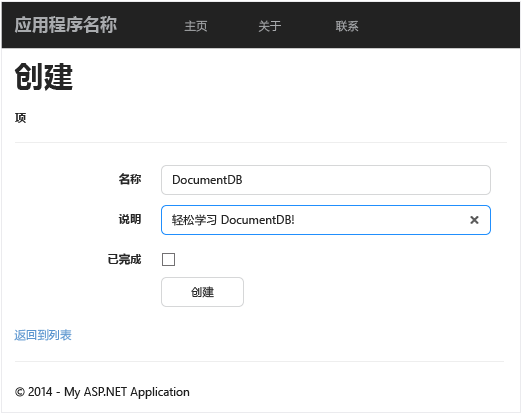 应用程序名称 主页 关于 联系
创建
项
名称 DocumentDB
说明 轻松学习 DocumentDB!
已完成
创建
返回到列表
© 2014 - My ASP.NET Application